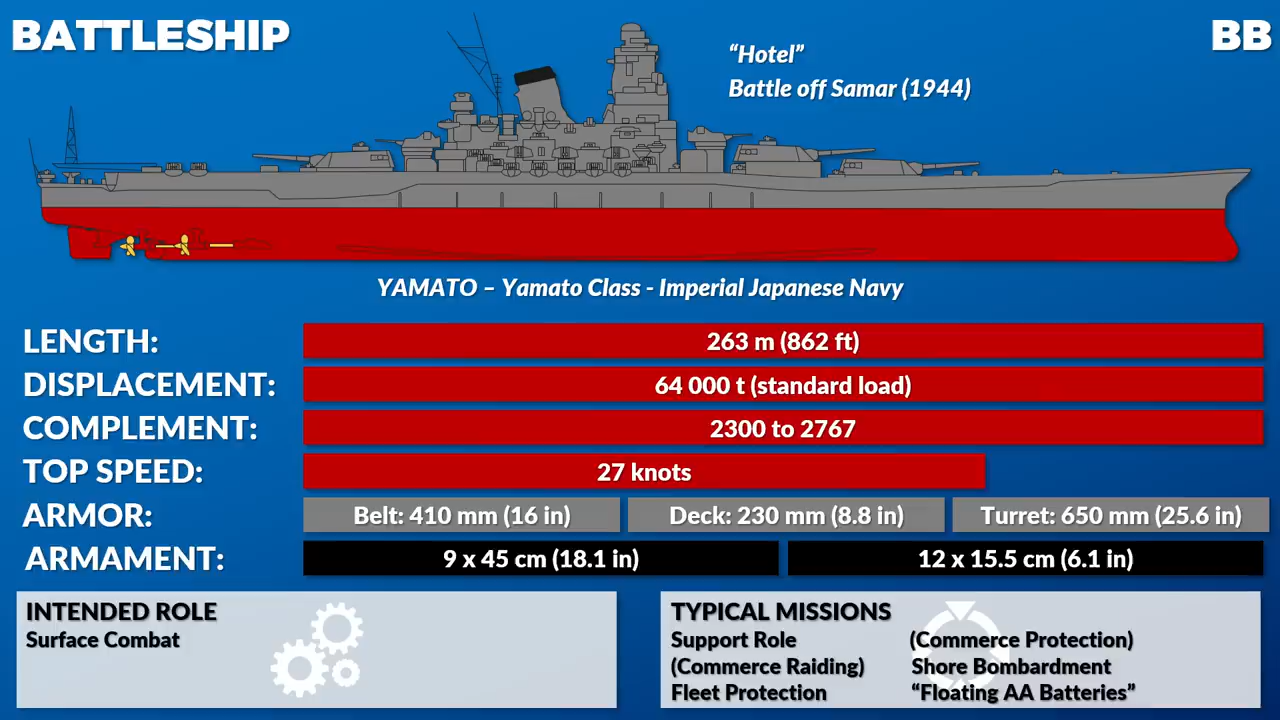 BATTLESHIP
BB
“Hotel”
Battle off Samar (1944)
YAMATO – Yamato Class - Imperial Japanese Navy
LENGTH: 263 m (862 ft)
DISPLACEMENT: 64 000 t (standard load)
COMPLEMENT: 2300 to 2767
TOP SPEED: 27 knots
ARMOR: Belt: 410 mm (16 in) Deck: 230 mm (8.8 in) Turret: 650 mm (25.6 in)
ARMAMENT: 9 x 45 cm (18.1 in) 12 x 15.5 cm (6.1 in)
INTENDED ROLE
Surface Combat
TYPICAL MISSIONS
Support Role (Commerce Protection)
(Commerce Raiding) Shore Bombardment
Fleet Protection “Floating AA Batteries”